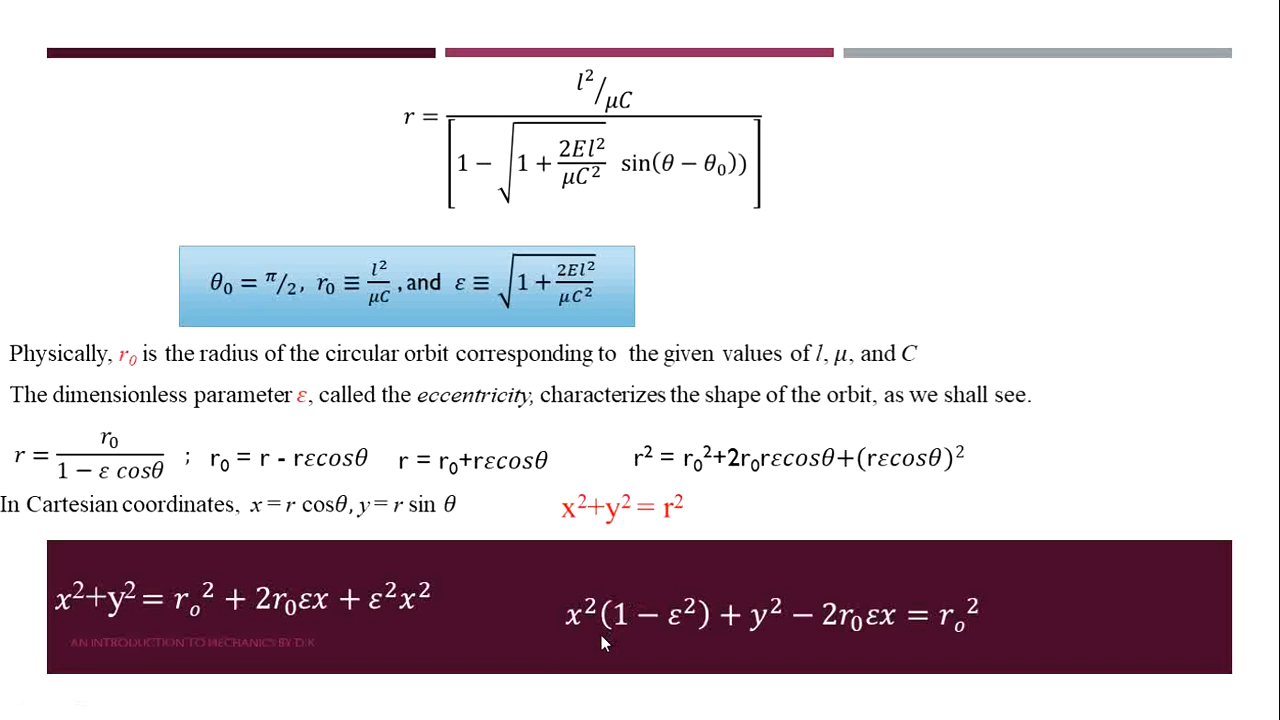 r = l²/μC / [1 − √(1 + 2El²/μC²) sin(θ − θ₀))]
θ₀ = π/2, r₀ ≡ l²/μC , and ε ≡ √(1 + 2El²/μC²)
Physically, r₀ is the radius of the circular orbit corresponding to the given values of l, μ, and C
The dimensionless parameter ε, called the eccentricity, characterizes the shape of the orbit, as we shall see.
r = r₀/(1 − ε cosθ) ; r₀ = r - rεcosθ r = r₀+rεcosθ r² = r₀²+2r₀rεcosθ+(rεcosθ)²
In Cartesian coordinates, x = r cosθ, y = r sin θ x²+y² = r²
x²+y² = rₒ² + 2r₀εx + ε²x² x²(1 − ε²) + y² − 2r₀εx = rₒ²
AN INTRODUCTION TO MECHANICS BY D.K